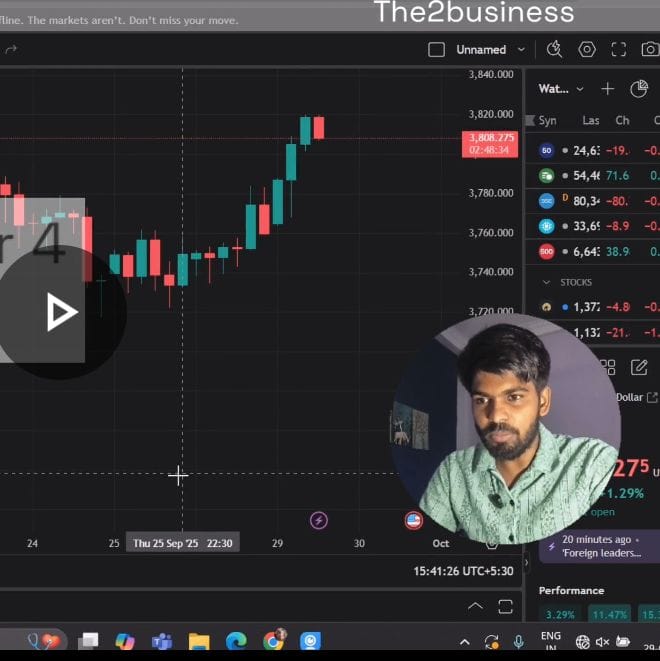 The2business
fline. The markets aren't. Don't miss your move.
Unnamed
3,840.000
3,820.000
3,808.275
02:48:34
3,780.000
3,760.000
3,740.000
3,720.000
r 4
Wat...
Syn Las Ch
50 24,63 −19. −0.
54,46 71.6 0.
D 80,34 −80. −0.
33,69 −8.9 −0.
500 6,643 38.9 0.
STOCKS
1,372 −4.8 −0.
1,132 −21. −1.
Dollar
275 U
+1.29%
open
20 minutes ago •
'Foreign leaders...
Performance
3.29% 11.47% 15.
24 25 Thu 25 Sep '25 22:30 29 30 Oct
15:41:26 UTC+5:30
ENG
IN
29-